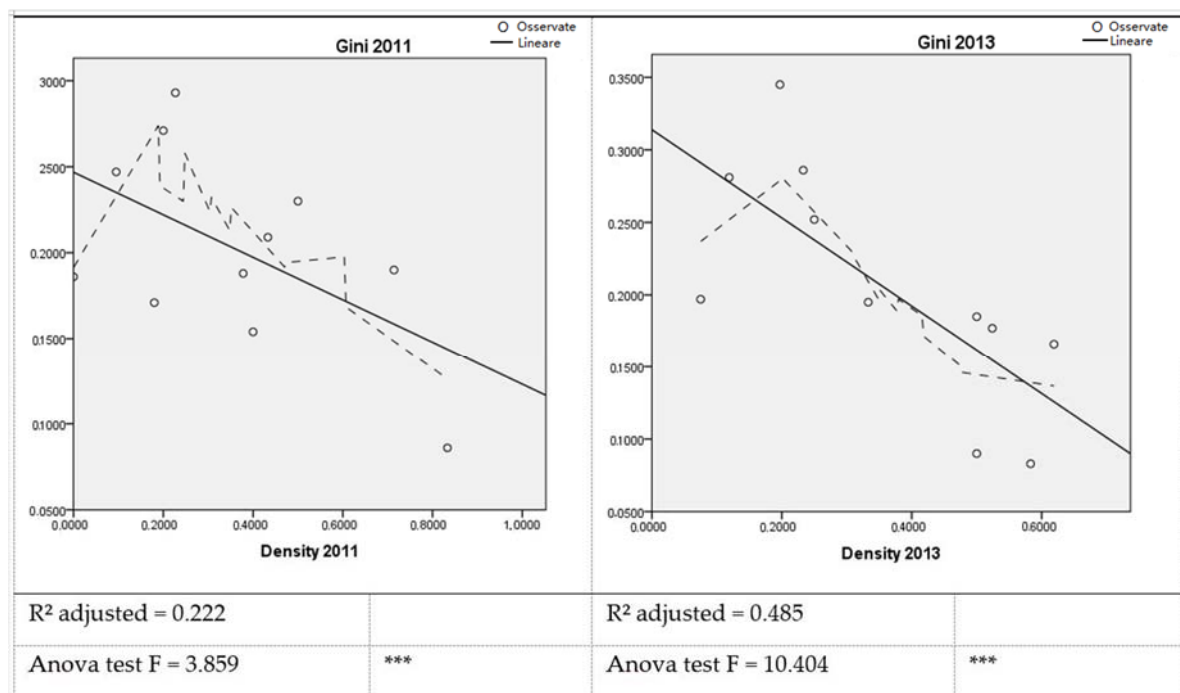 Gini 2011
Osservate
Lineare
3000
2500
0.2000
0.1500
0.1000
0.0500
0.0000
0.2000
0.4000
0.6000
0.8000
1.0000
Density 2011
Gini 2013
Osservate
Lineare
0.3500
0.3000
0.2500
0.2000
0.1500
0.1000
0.0500
0.0000
0.2000
0.4000
0.6000
Density 2013
R² adjusted = 0.222
R² adjusted = 0.485
Anova test F = 3.859 ***
Anova test F = 10.404 ***